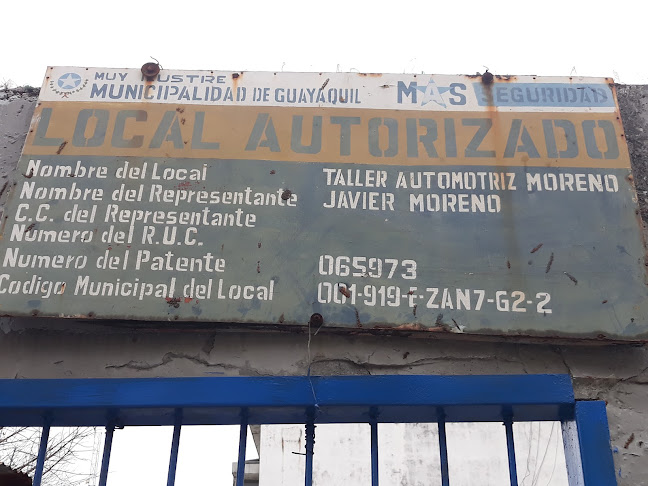 MUY ILUSTRE
MUNICIPALIDAD DE GUAYAQUIL
MAS SEGURIDAD
LOCAL AUTORIZADO
Nombre del Local TALLER AUTOMOTRIZ MORENO
Nombre del Representante JAVIER MORENO
C.C. del Representante
Numero del R.U.C.
Numero del Patente 065973
Codigo Municipal del Local 001-919-E-ZAN7-G2-2